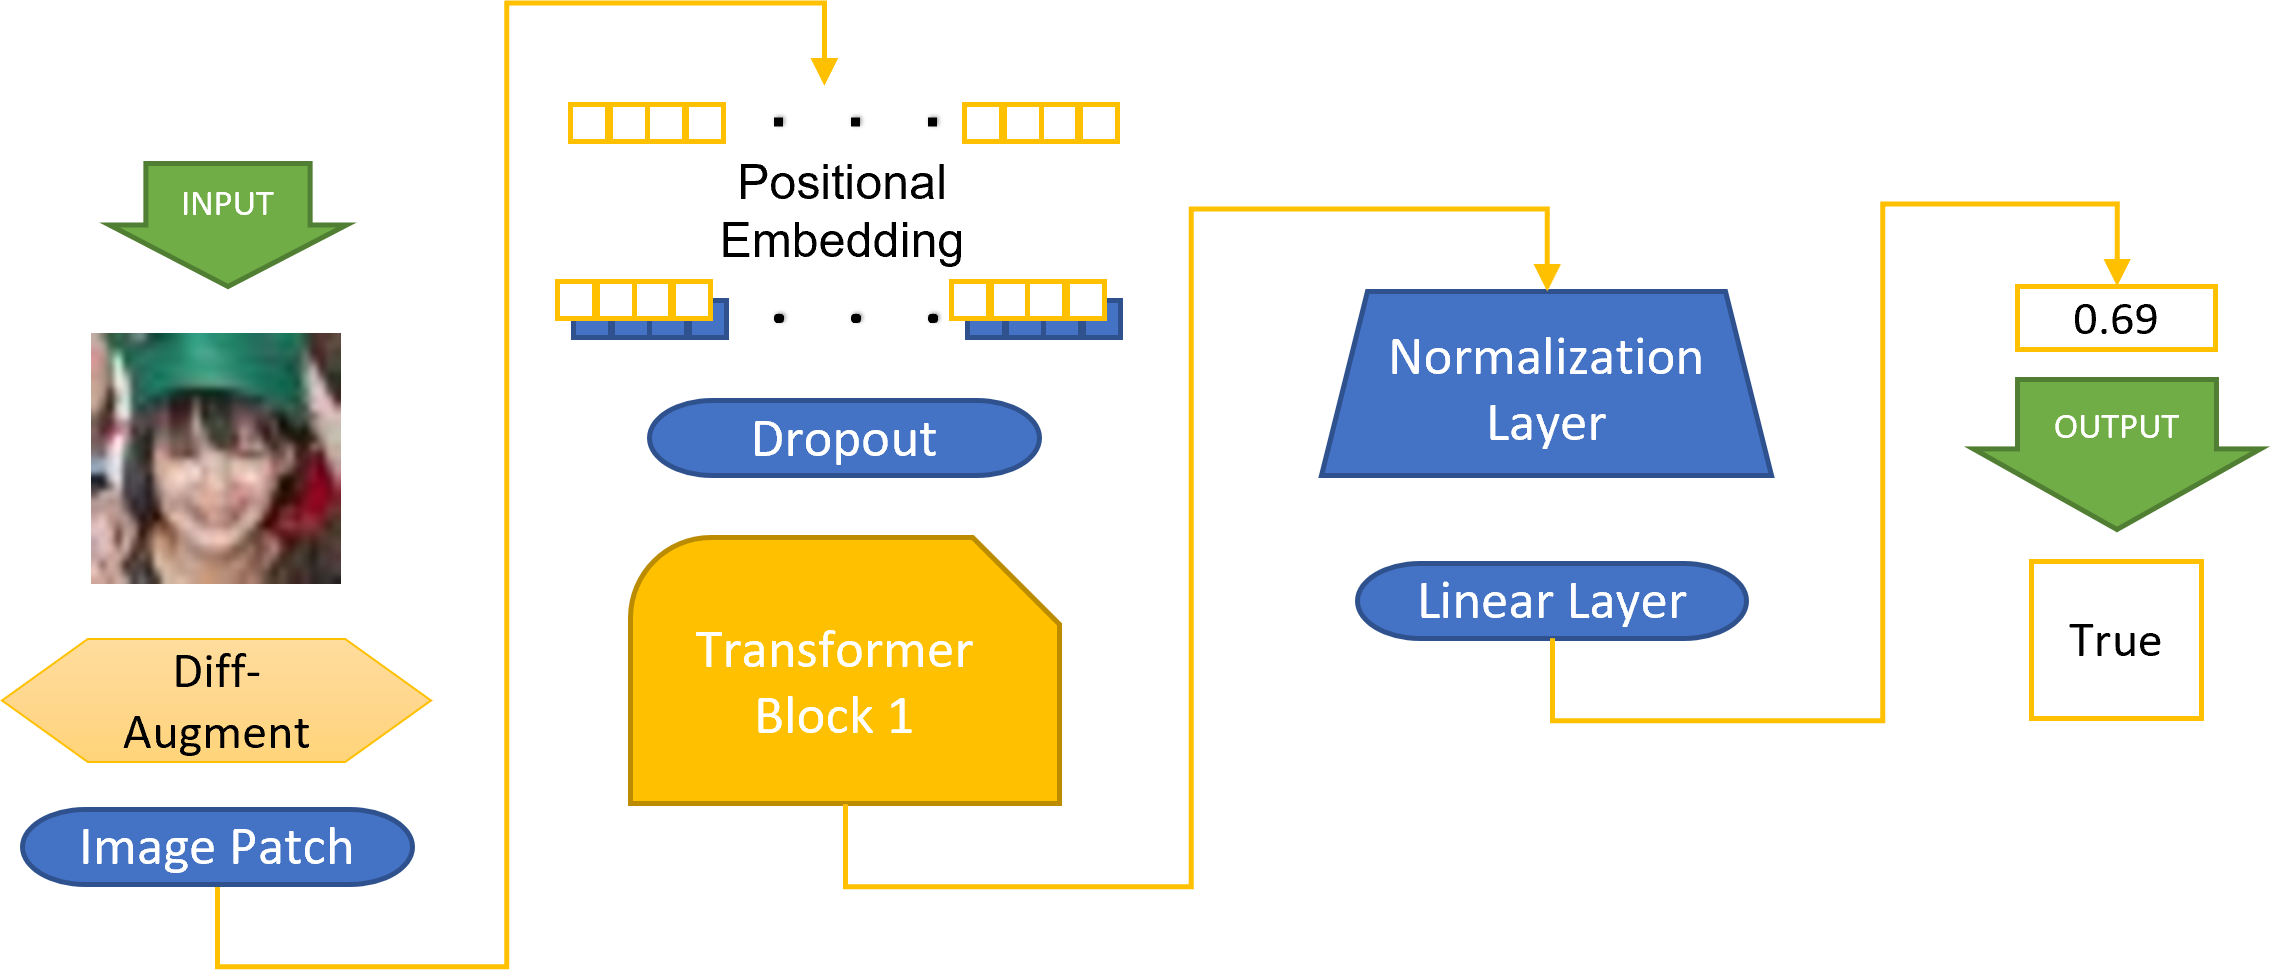 INPUT
Diff-
Augment
Image Patch
Positional
Embedding
Dropout
Transformer
Block 1
Normalization
Layer
Linear Layer
0.69
OUTPUT
True